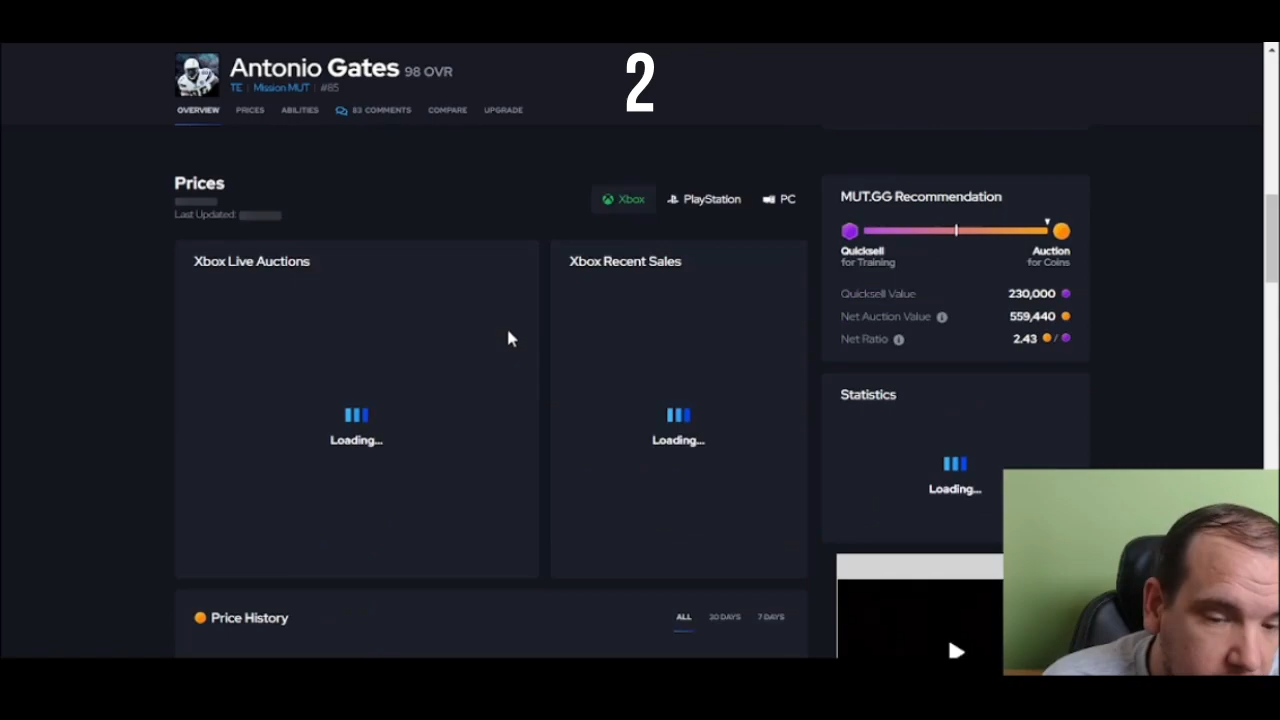 Antonio Gates 98 OVR
2
TE Mission MUT #85
OVERVIEW PRICES ABILITIES 83 COMMENTS COMPARE UPGRADE
Prices
Last Updated:
Xbox PlayStation PC
Xbox Live Auctions
Loading...
Xbox Recent Sales
Loading...
Price History
ALL 30 DAYS 7 DAYS
MUT.GG Recommendation
Quicksell Auction
for Training for Coins
Quicksell Value 230,000
Net Auction Value 559,440
Net Ratio 2.43 /
Statistics
Loading...